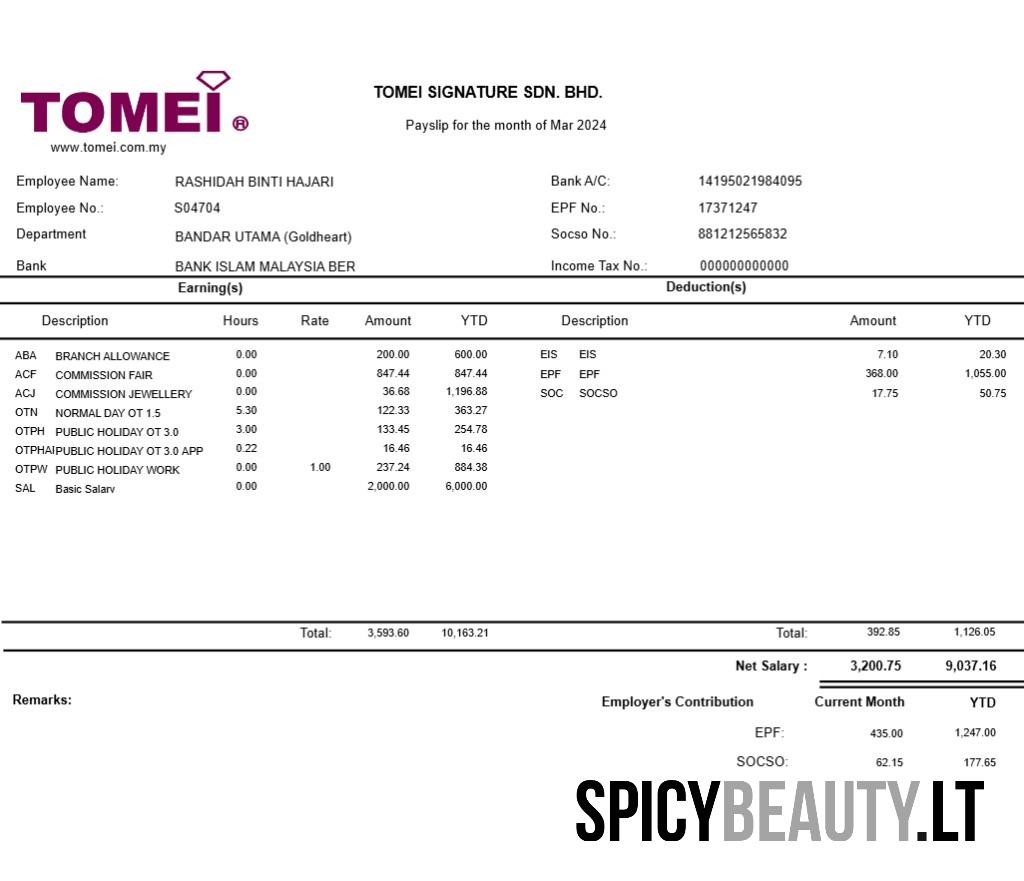 TOMEI ®
www.tomei.com.my
TOMEI SIGNATURE SDN. BHD.
Payslip for the month of Mar 2024
Employee Name: RASHIDAH BINTI HAJARI Bank A/C: 14195021984095
Employee No.: S04704 EPF No.: 17371247
Department BANDAR UTAMA (Goldheart) Socso No.: 881212565832
Bank BANK ISLAM MALAYSIA BER Income Tax No.: 000000000000
Earning(s) Deduction(s)
Description Hours Rate Amount YTD Description Amount YTD
ABA BRANCH ALLOWANCE 0.00 200.00 600.00 EIS EIS 7.10 20.30
ACF COMMISSION FAIR 0.00 847.44 847.44 EPF EPF 368.00 1,055.00
ACJ COMMISSION JEWELLERY 0.00 36.68 1,196.88 SOC SOCSO 17.75 50.75
OTN NORMAL DAY OT 1.5 5.30 122.33 363.27
OTPH PUBLIC HOLIDAY OT 3.0 3.00 133.45 254.78
OTPHAIPUBLIC HOLIDAY OT 3.0 APP 0.22 16.46 16.46
OTPW PUBLIC HOLIDAY WORK 0.00 1.00 237.24 884.38
SAL Basic Salary 0.00 2,000.00 6,000.00
Total: 3,593.60 10,163.21 Total: 392.85 1,126.05
Net Salary : 3,200.75 9,037.16
Remarks: Employer's Contribution Current Month YTD
EPF: 435.00 1,247.00
SOCSO: 62.15 177.65
SPICYBEAUTY.LT